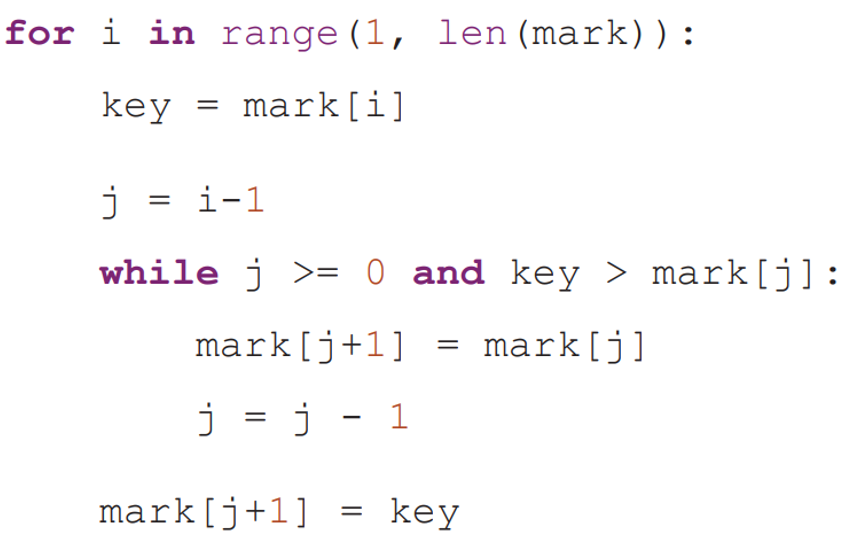 for i in range(1, len(mark)):
key = mark[i]
j = i-1
while j >= 0 and key > mark[j]:
mark[j+1] = mark[j]
j = j - 1
mark[j+1] = key